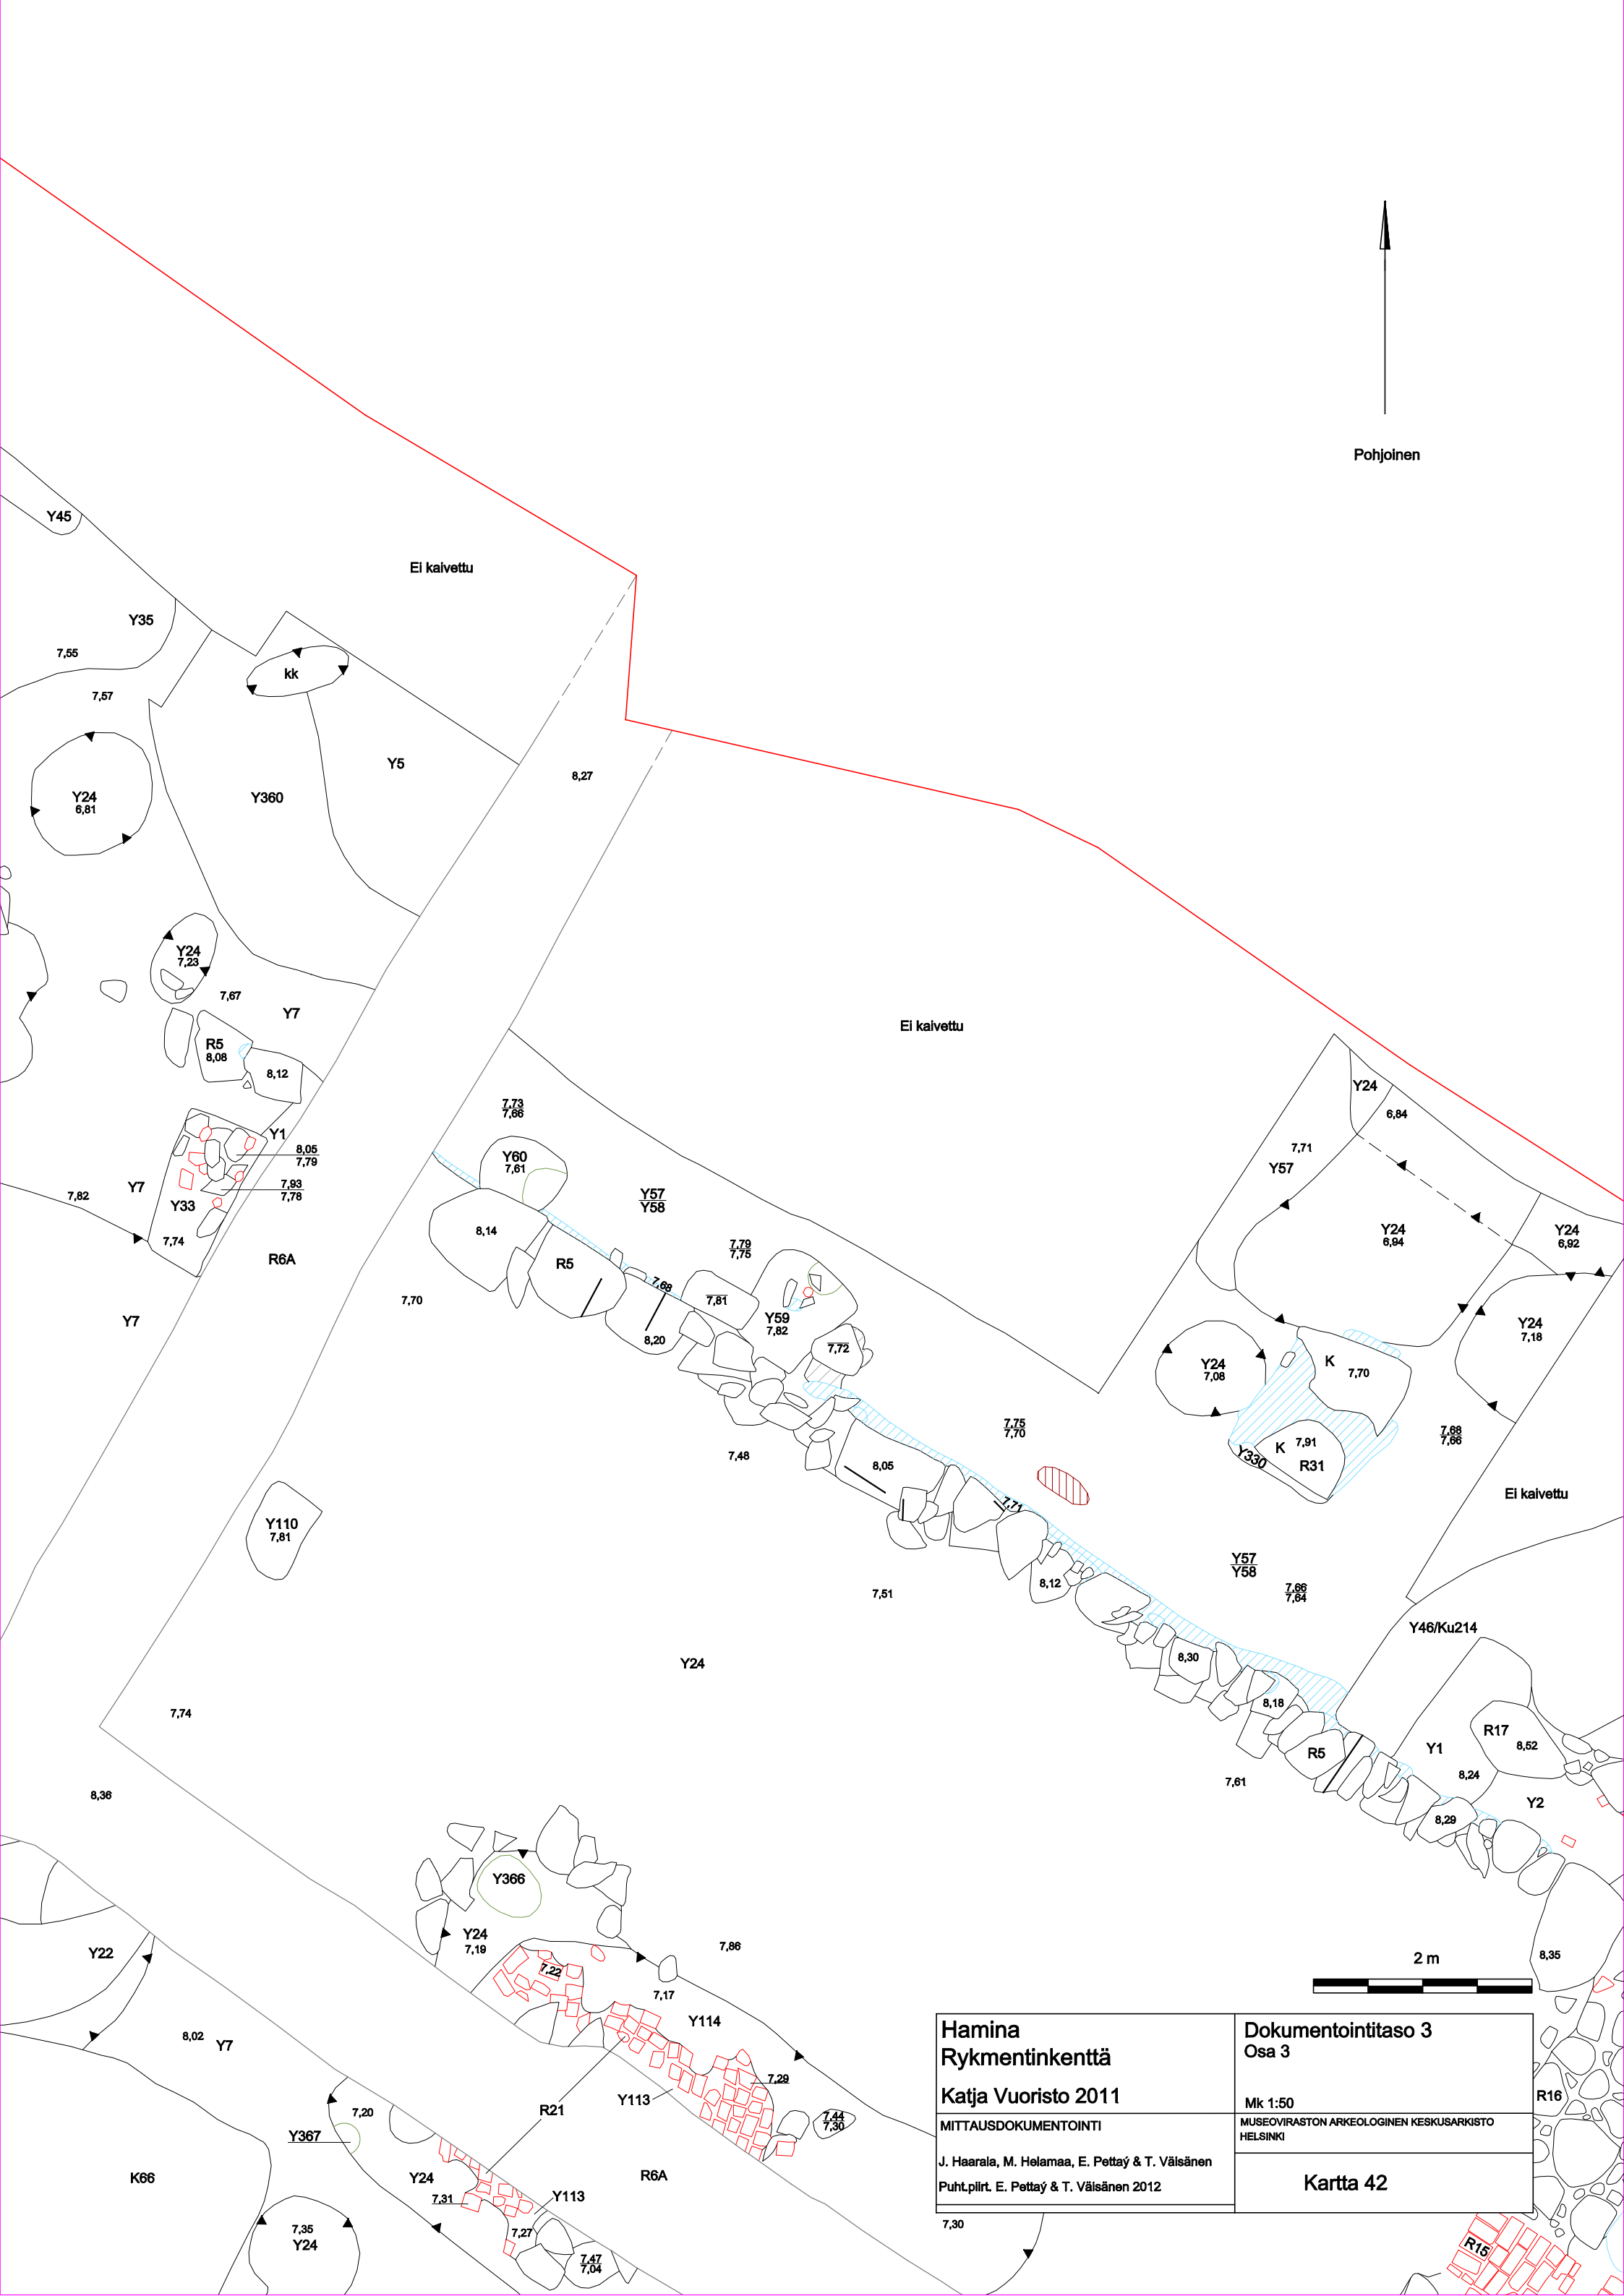 Pohjoinen
Y45
Ei kaivettu
Y35
7,55
kk
7,57
Y5
8,27
Y24
6,81
Y360
Y24
7,23
7,67
Y7
Ei kaivettu
R5
8,08
8,12
Y24
6,84
7,73
7,66
Y1
8,05
7,79
7,71
Y57
Y60
7,61
7,93
7,78
Y7
7,82
Y33
7,74
Y57
Y58
8,14
Y24
6,94
Y24
6,92
7,79
7,75
R6A
R5
7,68
7,81
7,70
Y7
Y59
7,82
8,20
7,72
Y24
7,18
Y24
7,08
K
7,70
7,75
7,70
7,68
7,66
K
7,91
R31
Y330
7,48
8,05
Ei kaivettu
7,71
Y110
7,81
Y57
Y58
7,66
7,64
8,12
7,51
Y46/Ku214
Y24
8,30
8,18
7,74
R17
8,52
Y1
R5
8,24
7,61
8,36
Y2
8,29
Y366
Y24
7,19
7,86
Y22
8,35
2 m
7,22
7,17
Y114
8,02
Y7
7,29
Y113
7,20
R21
7,44
7,30
Y367
K66
Y24
R6A
7,31
Y113
7,35
Y24
7,27
7,47
7,04
7,30
R16
R15
Hamina
Rykmentinkenttä
Katja Vuoristo 2011
MITTAUSDOKUMENTOINTI
J. Haarala, M. Helamaa, E. Pettaý & T. Väisänen
Puht.piirt. E. Pettaý & T. Väisänen 2012
Dokumentointitaso 3
Osa 3
Mk 1:50
MUSEOVIRASTON ARKEOLOGINEN KESKUSARKISTO
HELSINKI
Kartta 42